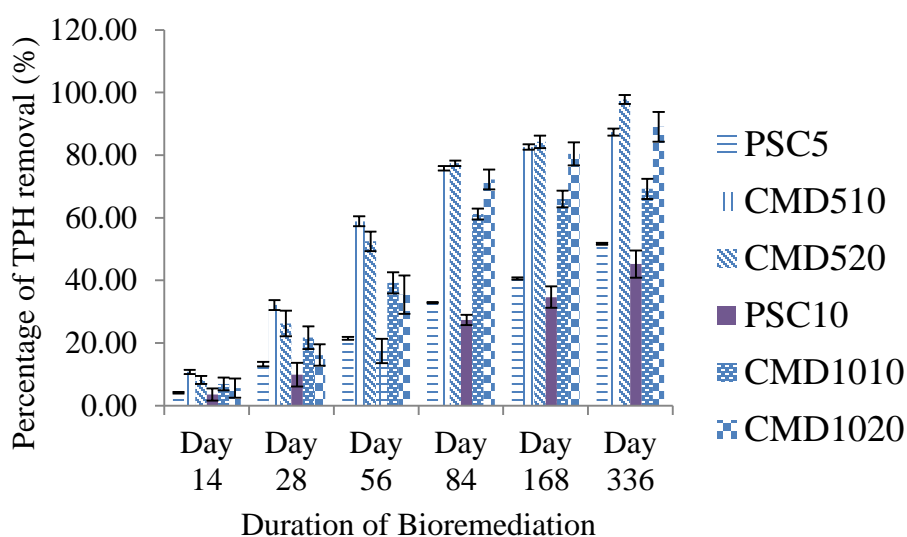 Percentage of TPH removal (%)
120.00
100.00
80.00
60.00
40.00
20.00
0.00
Day 14
Day 28
Day 56
Day 84
Day 168
Day 336
Duration of Bioremediation
PSC5
CMD510
CMD520
PSC10
CMD1010
CMD1020